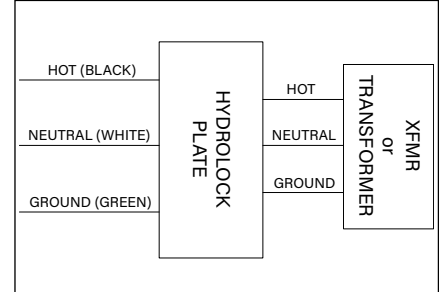 HOT (BLACK)
NEUTRAL (WHITE)
GROUND (GREEN)
HYDROLOCK
PLATE
HOT
NEUTRAL
GROUND
XFMR
or
TRANSFORMER